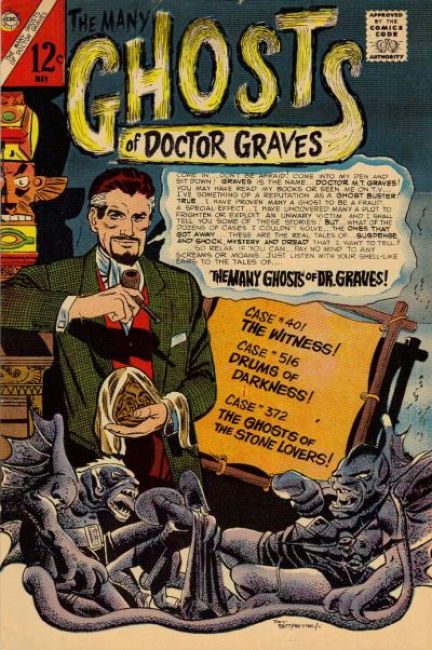 THE MANY GHOSTS
OF DOCTOR GRAVES
CDC
12¢
MAY
APPROVED
BY THE
COMICS
CODE
AUTHORITY
THE MANY
GHOSTS
of DOCTOR GRAVES
COME IN... DON'T BE AFRAID! COME INTO MY DEN AND
SIT DOWN! GRAVES IS THE NAME... DOCTOR M.T. GRAVES!
YOU MAY HAVE READ MY BOOKS OR SEEN ME ON T.V...
I'VE SOMETHING OF A REPUTATION AS A GHOST BUSTER
TRUE... I HAVE PROVEN MANY A GHOST TO BE A FRAUD...
A SPECIAL EFFECT... I HAVE UNCOVERED MANY A PLOT TO
FRIGHTEN OR EXPLOIT AN UNWARY VICTIM AND I SHALL
TELL YOU SOME OF THESE STORIES! BUT... WHAT OF THE
DOZENS OF CASES I COULDN'T SOLVE... THE ONES THAT
GOT AWAY... THESE ARE THE REAL TALES OF... SUSPENSE
AND SHOCK, MYSTERY AND DREAD THAT I WANT TO TELL!
SO RELAX IF YOU CAN... PAY NO MIND TO ANY
SCREAMS OR MOANS... JUST LISTEN WITH YOUR SHELL-LIKE
EARS TO THE TALES OF...
THE MANY GHOSTS OF DR. GRAVES!
CASE #401
THE WITNESS!
CASE #516
DRUMS OF
DARKNESS!
CASE #372
THE GHOSTS OF
THE STONE LOVERS!